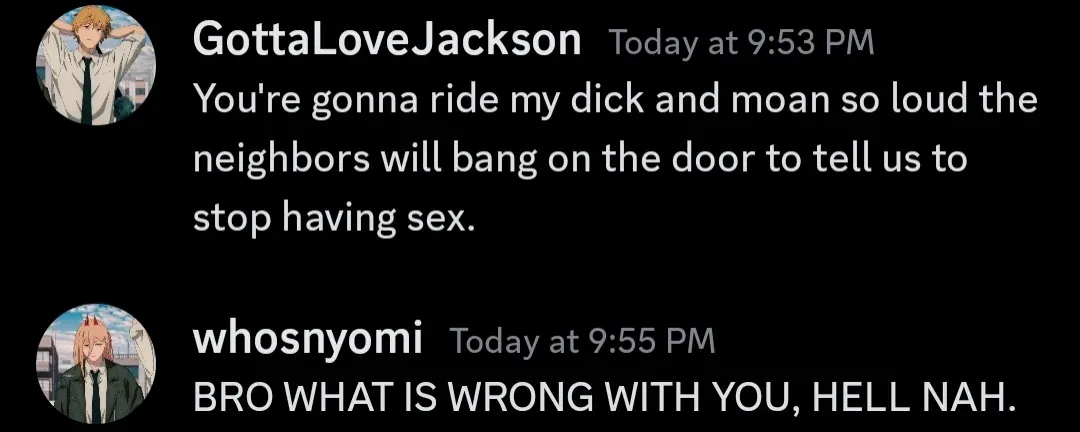 GottaLoveJackson Today at 9:53 PM
You're gonna ride my dick and moan so loud the
neighbors will bang on the door to tell us to
stop having sex.
whosnyomi Today at 9:55 PM
BRO WHAT IS WRONG WITH YOU, HELL NAH.